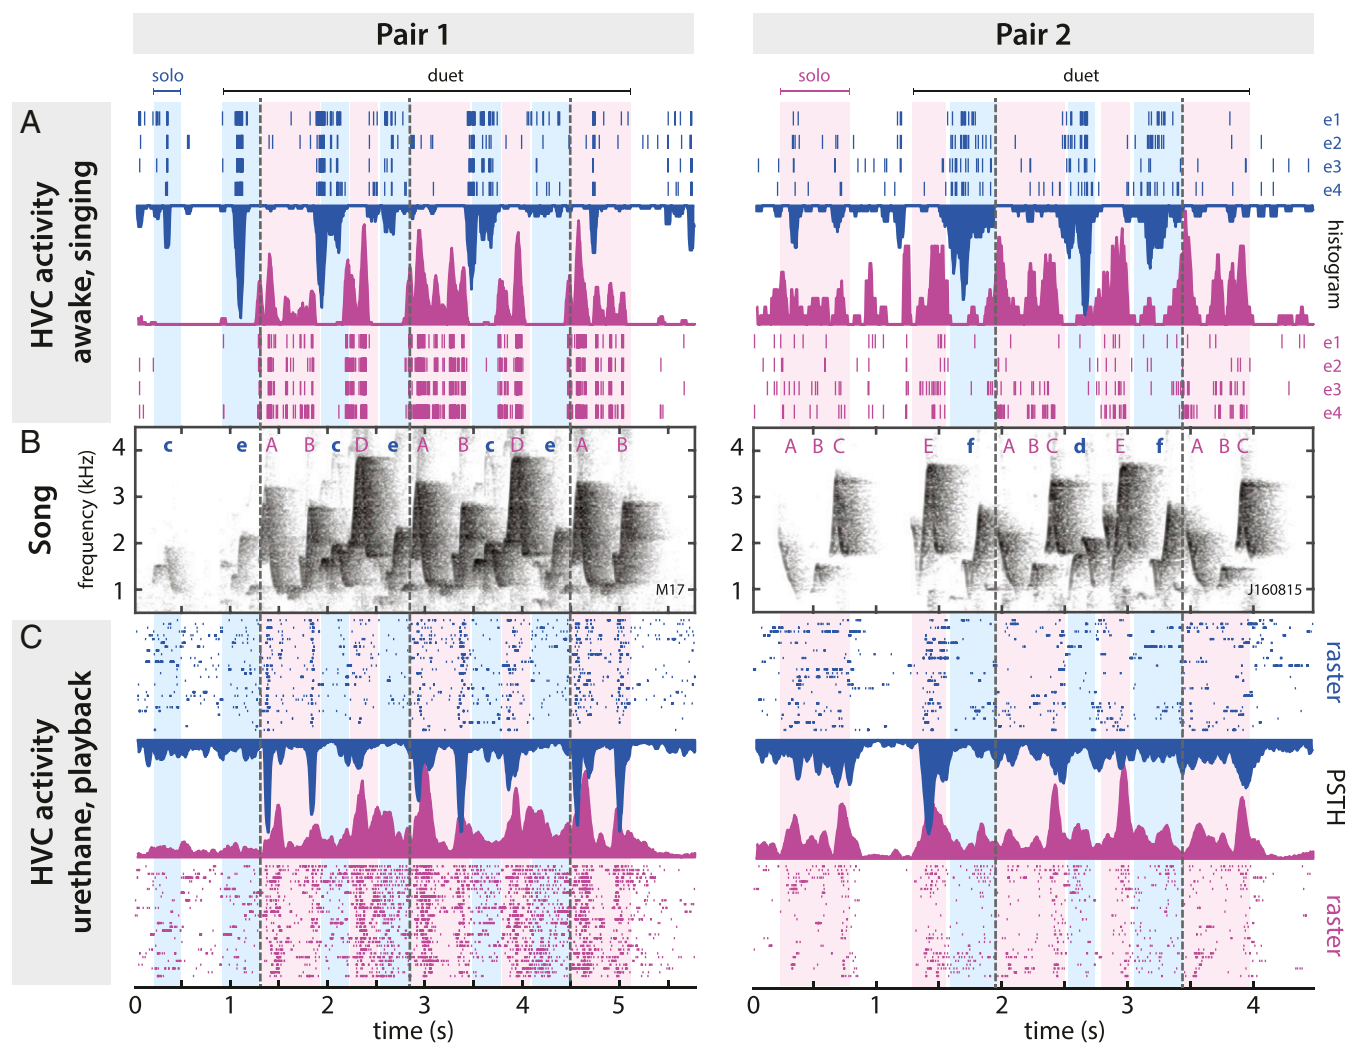 Pair 1
Pair 2
solo
duet
solo
duet
A
HVC activity
awake, singing
e1
e2
e3
e4
histogram
e1
e2
e3
e4
B
Song
frequency (kHz)
4
3
2
1
c e A B c D e A B c D e A B
M17
4
3
2
1
A B C E f A B C d E f A B C
J160815
C
HVC activity
urethane, playback
raster
PSTH
raster
0 1 2 3 4 5
time (s)
0 1 2 3 4
time (s)